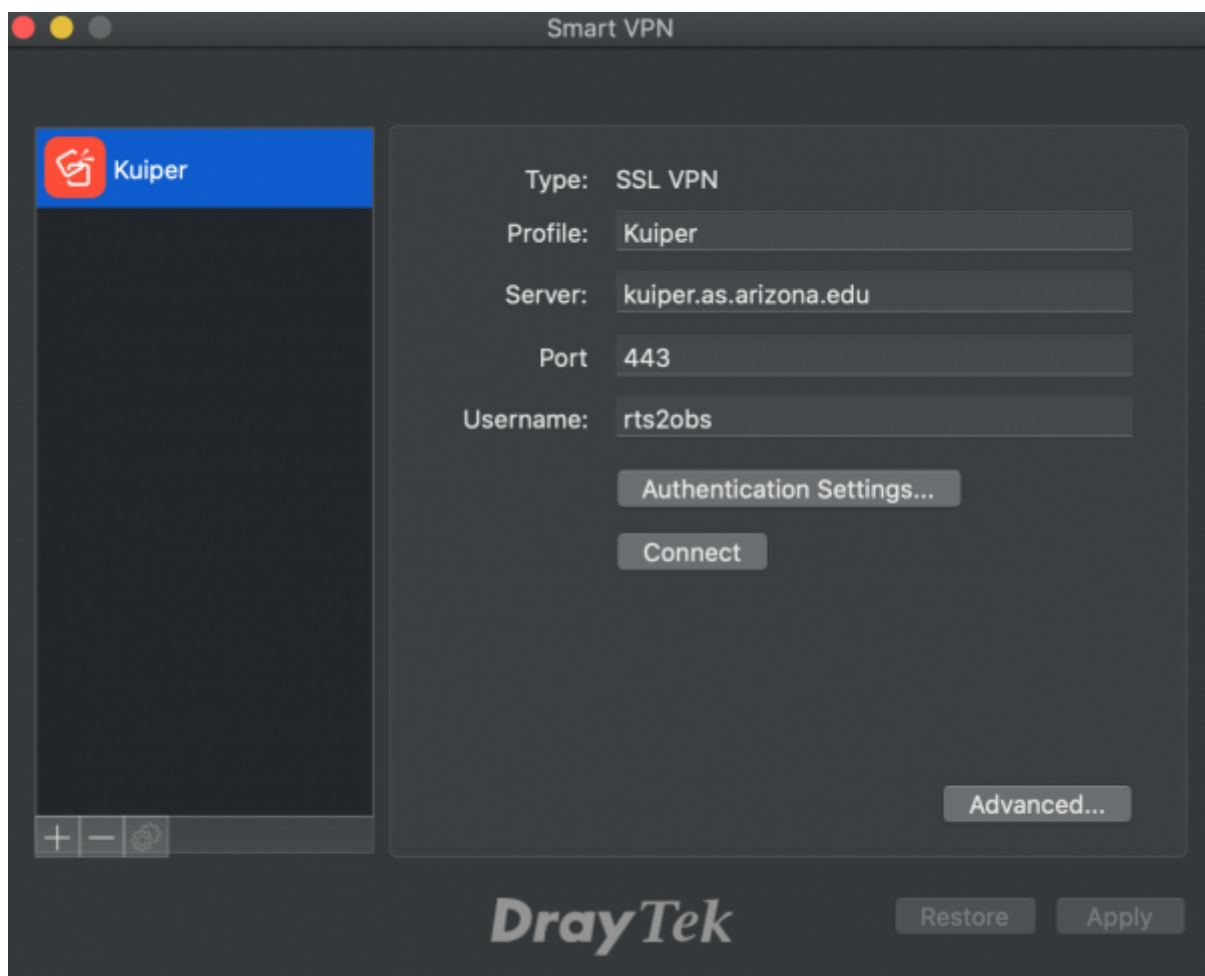 Smart VPN
Kuiper
Type: SSL VPN
Profile: Kuiper
Server: kuiper.as.arizona.edu
Port 443
Username: rts2obs
Authentication Settings...
Connect
Advanced...
DrayTek
Restore
Apply